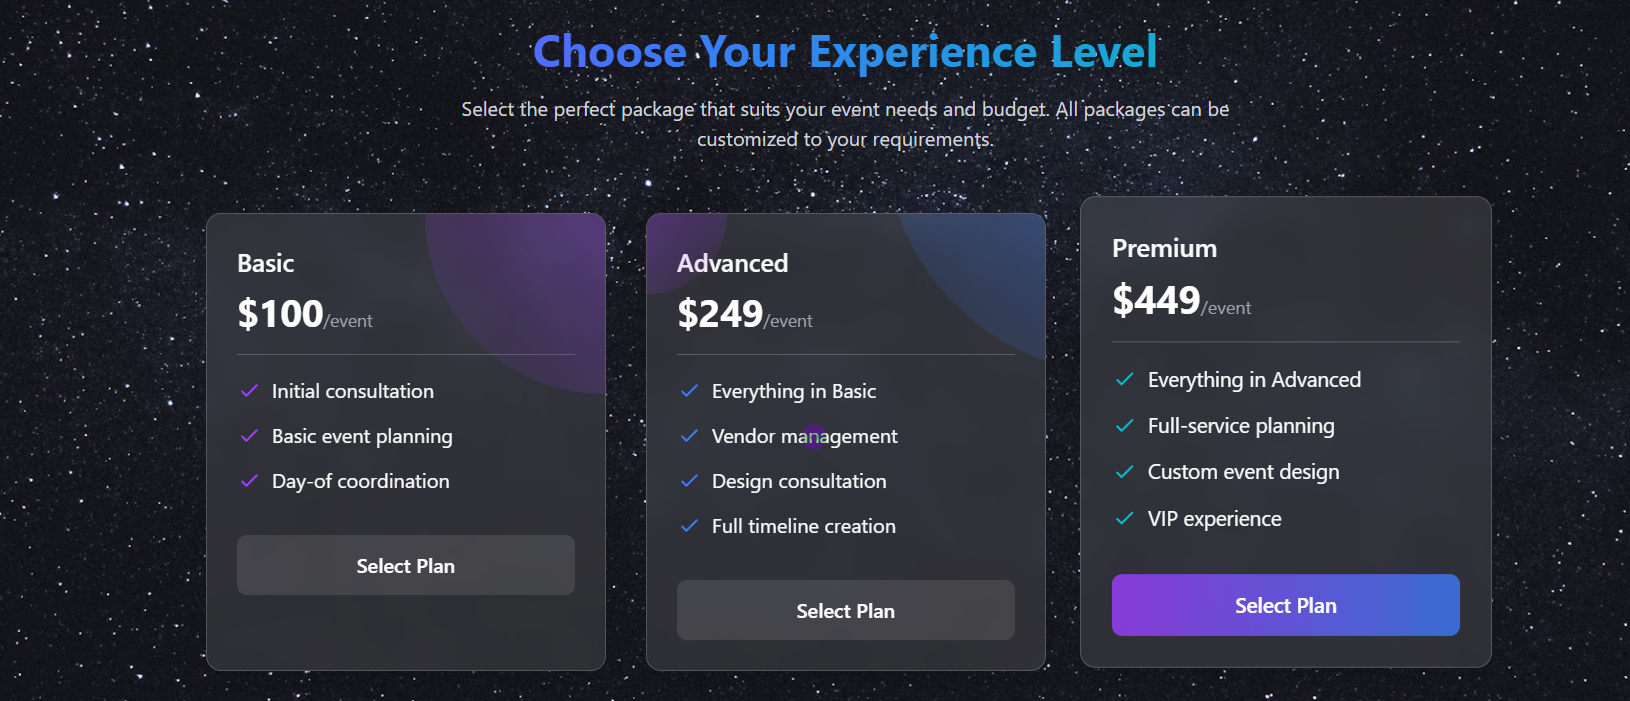 Choose Your Experience Level
Select the perfect package that suits your event needs and budget. All packages can be
customized to your requirements.
Basic
$100/event
Initial consultation
Basic event planning
Day-of coordination
Select Plan
Advanced
$249/event
Everything in Basic
Vendor management
Design consultation
Full timeline creation
Select Plan
Premium
$449/event
Everything in Advanced
Full-service planning
Custom event design
VIP experience
Select Plan